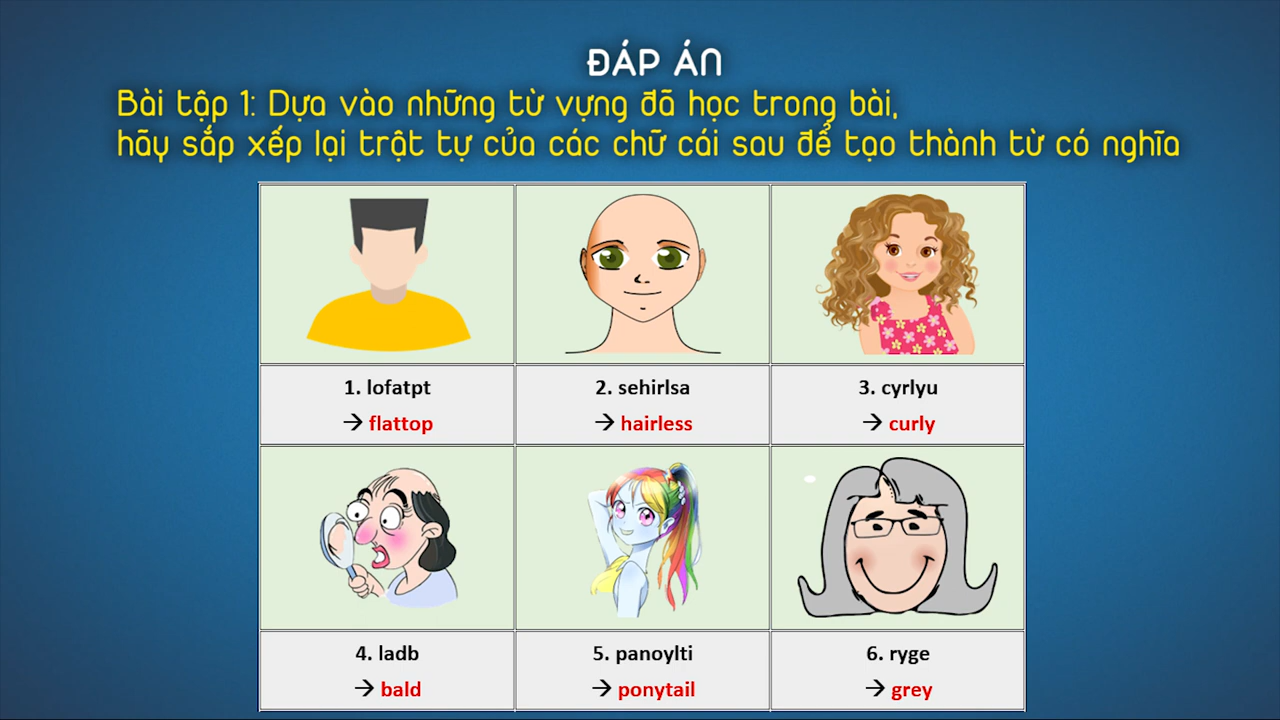 ĐÁP ÁN
Bài tập 1: Dựa vào những từ vựng đã học trong bài,
hãy sắp xếp lại trật tự của các chữ cái sau để tạo thành từ có nghĩa
1. lofatpt
→ flattop
2. sehirlsa
→ hairless
3. cyrlyu
→ curly
4. ladb
→ bald
5. panoylti
→ ponytail
6. ryge
→ grey